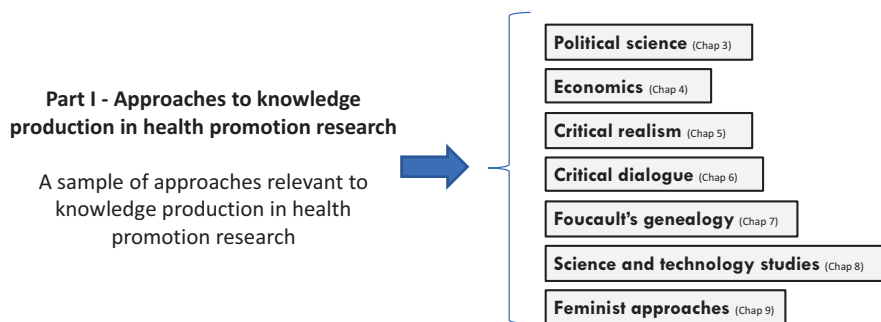 Part I - Approaches to knowledge
production in health promotion research
A sample of approaches relevant to
knowledge production in health
promotion research
Political science (Chap 3)
Economics (Chap 4)
Critical realism (Chap 5)
Critical dialogue (Chap 6)
Foucault's genealogy (Chap 7)
Science and technology studies (Chap 8)
Feminist approaches (Chap 9)